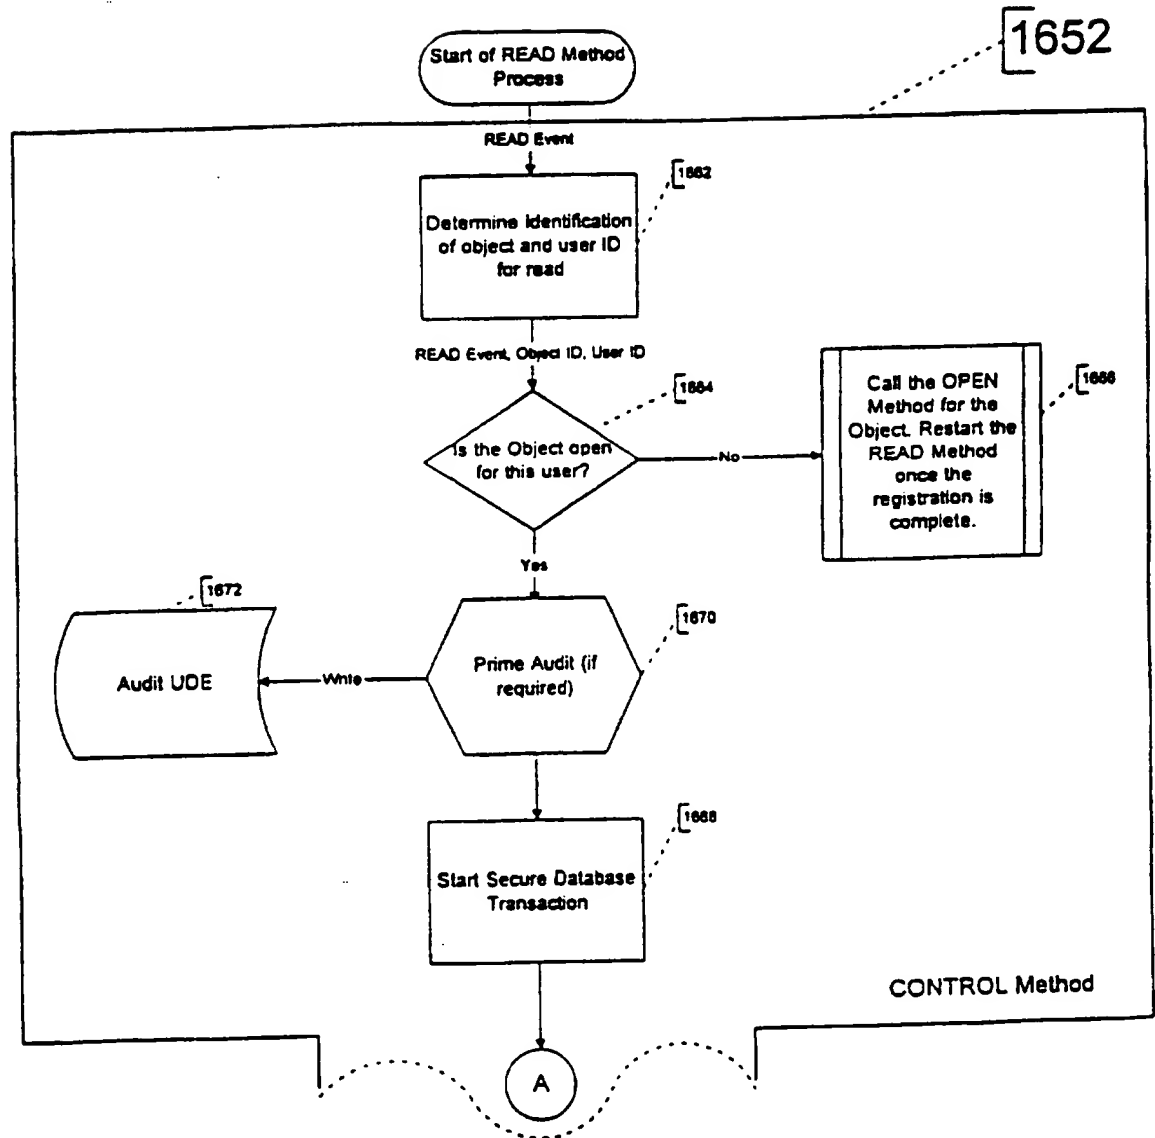 1652
Start of READ Method
Process
READ Event
1662
Determine identification
of object and user ID
for read
READ Event, Object ID, User ID
1664
Is the Object open
for this user?
No
Call the OPEN
Method for the
Object. Restart the
READ Method
once the
registration is
complete.
1666
Yes
1672
Audit UDE
Write
1670
Prime Audit (if
required)
1668
Start Secure Database
Transaction
CONTROL Method
A